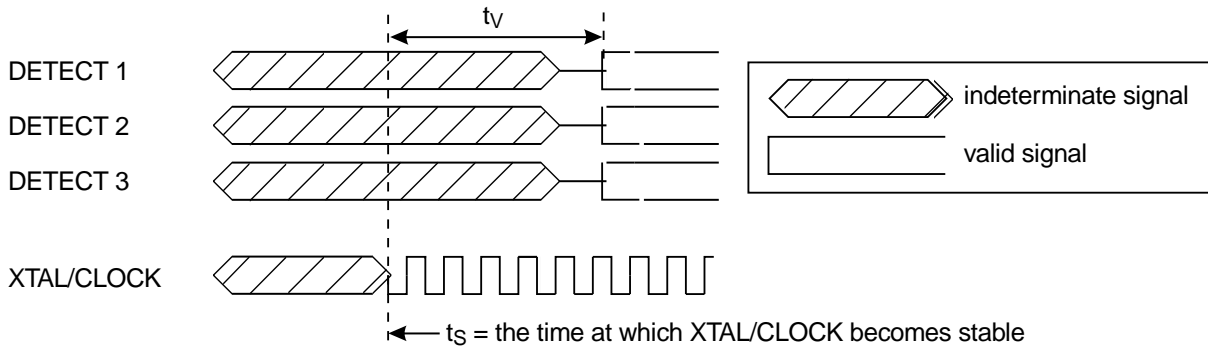 tV
DETECT 1
DETECT 2
DETECT 3
XTAL/CLOCK
tS = the time at which XTAL/CLOCK becomes stable
indeterminate signal
valid signal